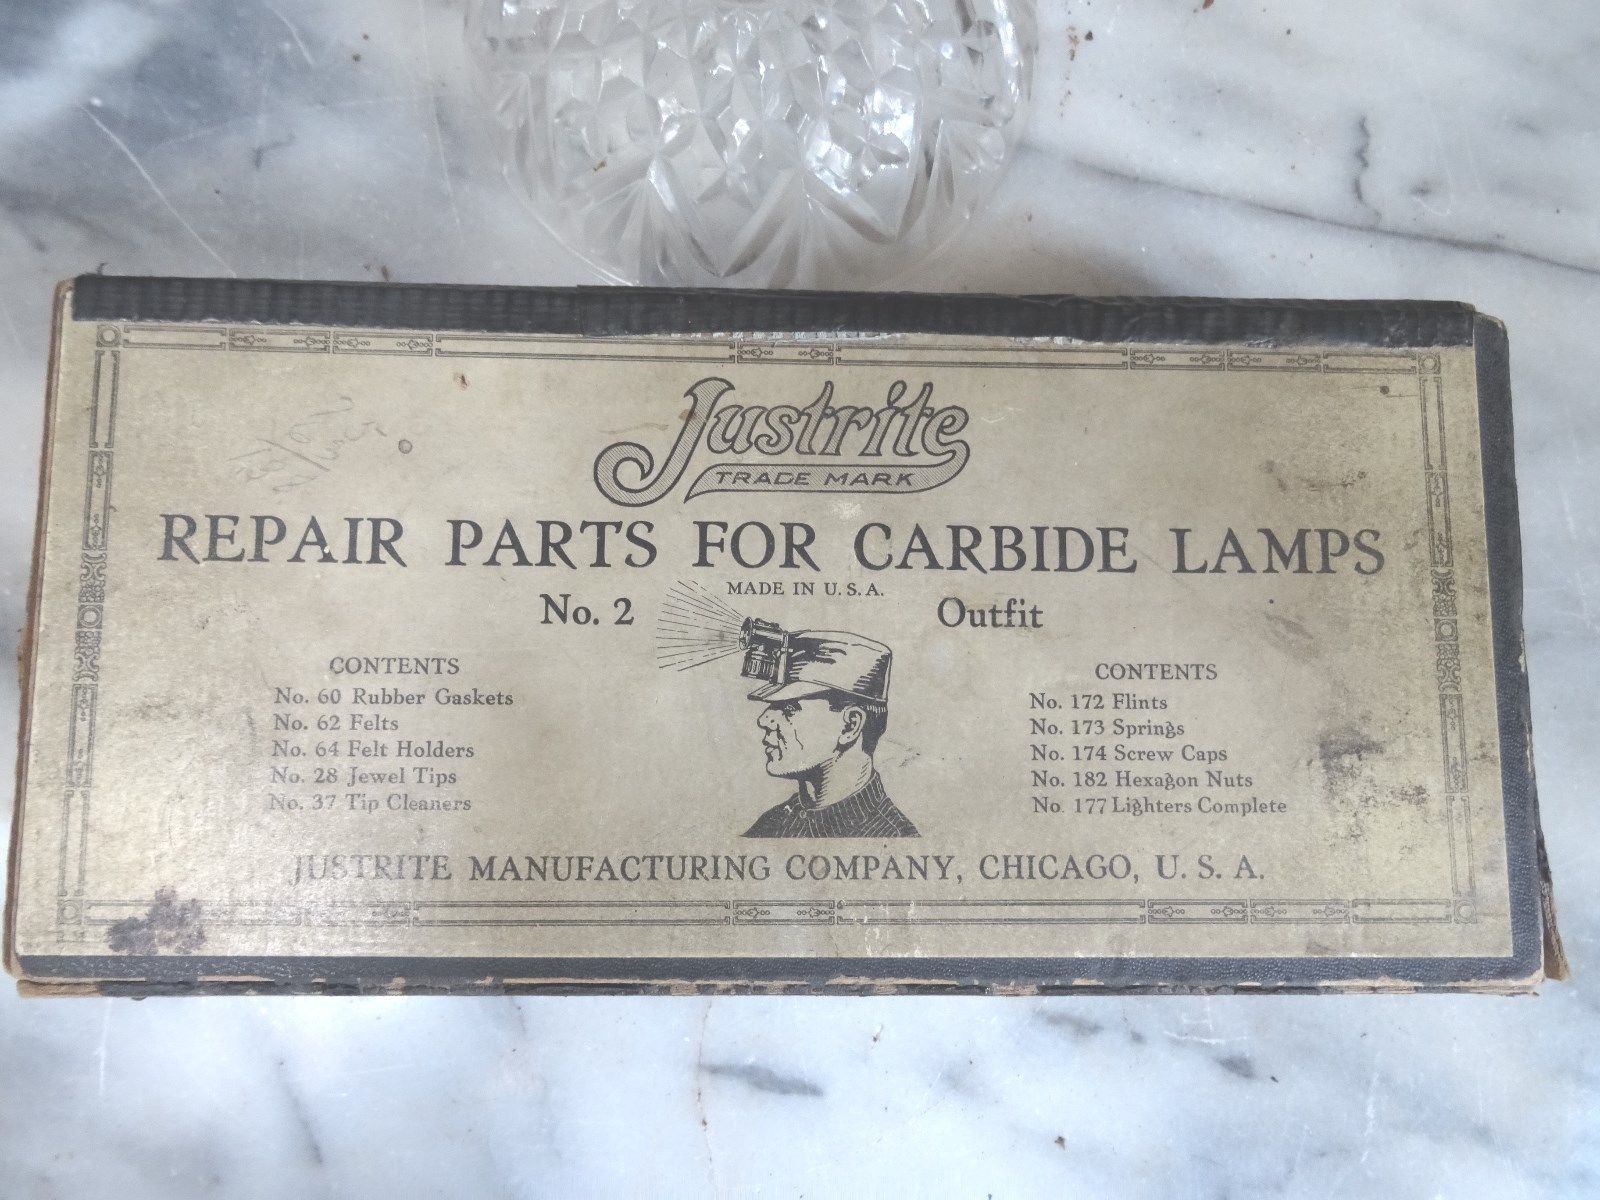 Justrite
TRADE MARK
REPAIR PARTS FOR CARBIDE LAMPS
MADE IN U.S.A.
No. 2 Outfit
CONTENTS
No. 60 Rubber Gaskets
No. 62 Felts
No. 64 Felt Holders
No. 28 Jewel Tips
No. 37 Tip Cleaners
CONTENTS
No. 172 Flints
No. 173 Springs
No. 174 Screw Caps
No. 182 Hexagon Nuts
No. 177 Lighters Complete
JUSTRITE MANUFACTURING COMPANY, CHICAGO, U. S. A.